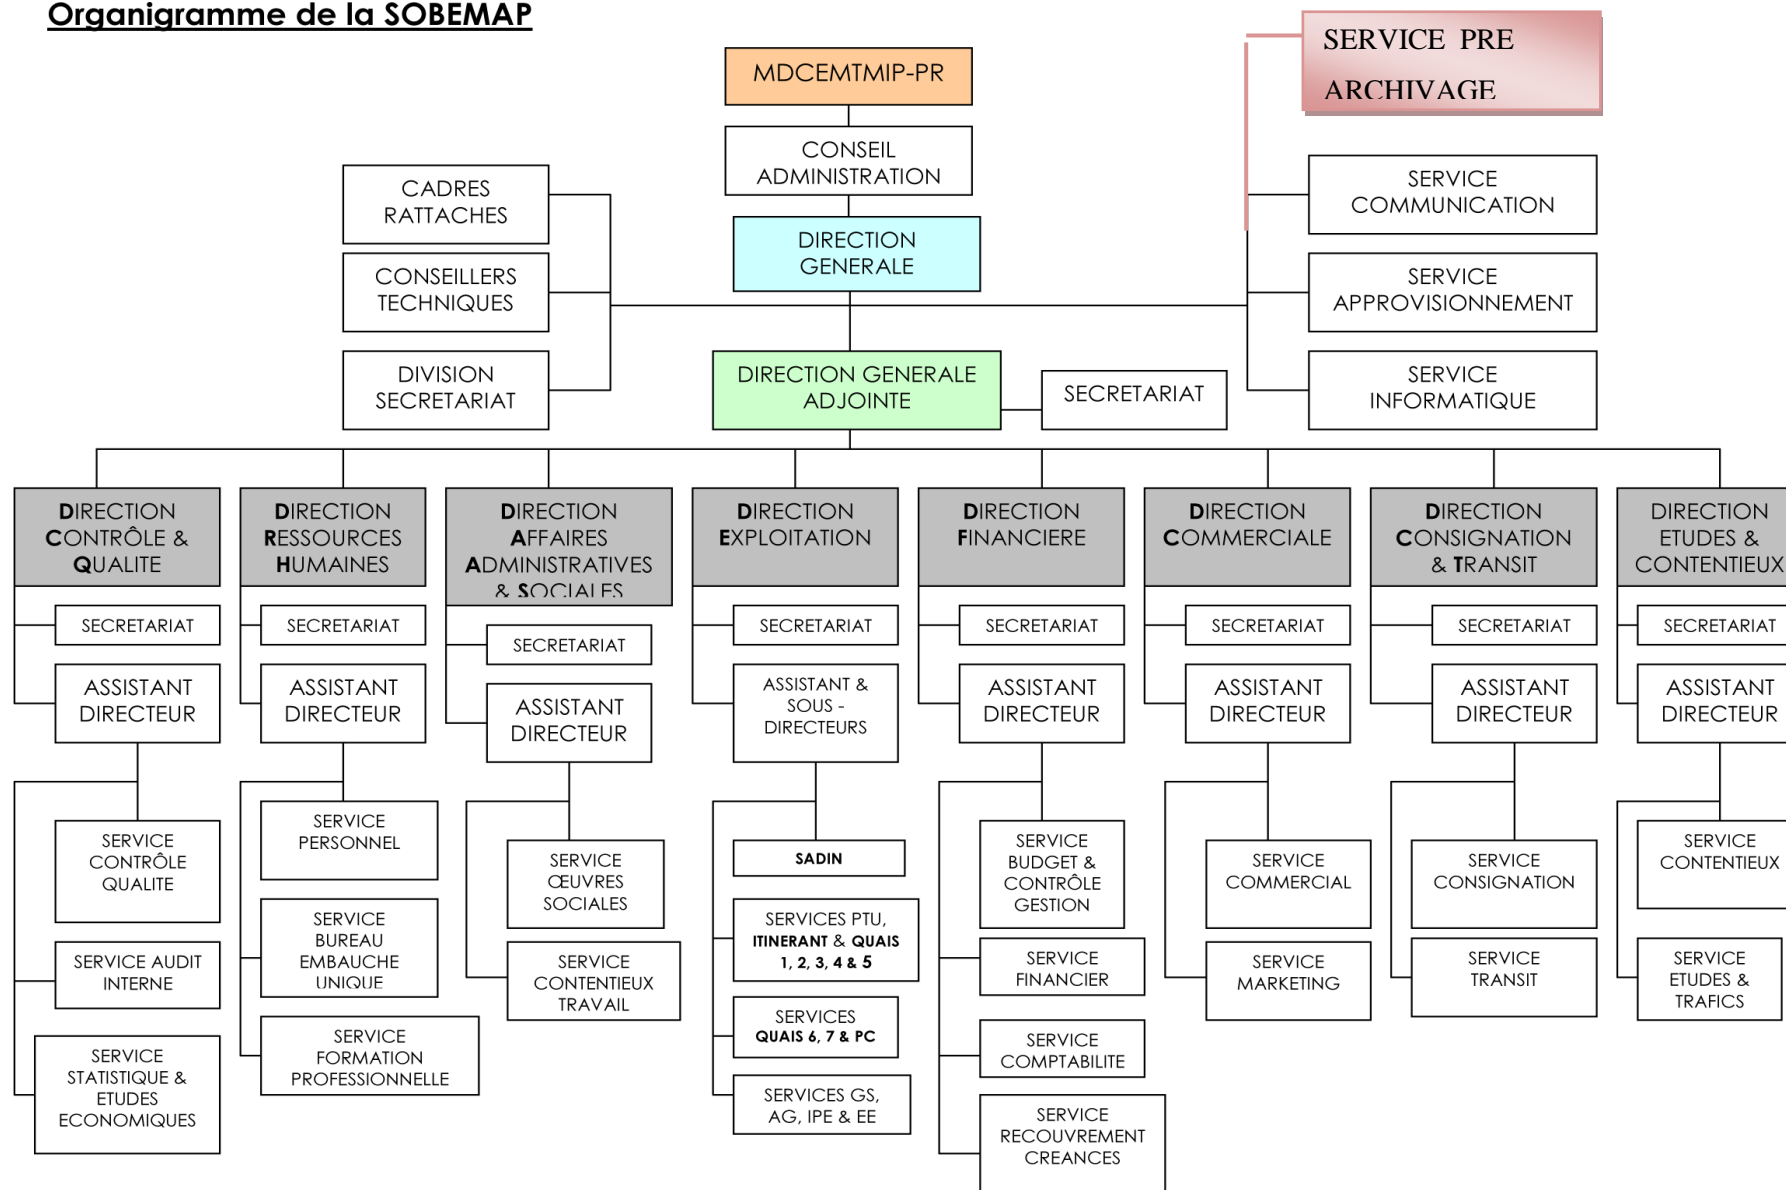 Organigramme de la SOBEMAP
SERVICE PRE
ARCHIVAGE
MDCEMTMIP-PR
CONSEIL
ADMINISTRATION
CADRES
RATTACHES
SERVICE
COMMUNICATION
DIRECTION
GENERALE
CONSEILLERS
TECHNIQUES
SERVICE
APPROVISIONNEMENT
DIVISION
SECRETARIAT
DIRECTION GENERALE
ADJOINTE
SECRETARIAT
SERVICE
INFORMATIQUE
DIRECTION
CONTRÔLE &
QUALITE
DIRECTION
RESSOURCES
HUMAINES
DIRECTION
AFFAIRES
ADMINISTRATIVES
& SOCIALES
DIRECTION
EXPLOITATION
DIRECTION
FINANCIERE
DIRECTION
COMMERCIALE
DIRECTION
CONSIGNATION
& TRANSIT
DIRECTION
ETUDES &
CONTENTIEUX
SECRETARIAT
SECRETARIAT
SECRETARIAT
SECRETARIAT
SECRETARIAT
SECRETARIAT
SECRETARIAT
SECRETARIAT
ASSISTANT
DIRECTEUR
ASSISTANT
DIRECTEUR
ASSISTANT
DIRECTEUR
ASSISTANT &
SOUS -
DIRECTEURS
ASSISTANT
DIRECTEUR
ASSISTANT
DIRECTEUR
ASSISTANT
DIRECTEUR
ASSISTANT
DIRECTEUR
SERVICE
CONTRÔLE
QUALITE
SERVICE AUDIT
INTERNE
SERVICE
STATISTIQUE &
ETUDES
ECONOMIQUES
SERVICE
PERSONNEL
SERVICE
BUREAU
EMBAUCHE
UNIQUE
SERVICE
FORMATION
PROFESSIONNELLE
SERVICE
ŒUVRES
SOCIALES
SERVICE
CONTENTIEUX
TRAVAIL
SADIN
SERVICES PTU,
ITINERANT & QUAIS
1, 2, 3, 4 & 5
SERVICES
QUAIS 6, 7 & PC
SERVICES GS,
AG, IPE & EE
SERVICE
BUDGET &
CONTRÔLE
GESTION
SERVICE
FINANCIER
SERVICE
COMPTABILITE
SERVICE
RECOUVREMENT
CREANCES
SERVICE
COMMERCIAL
SERVICE
MARKETING
SERVICE
CONSIGNATION
SERVICE
TRANSIT
SERVICE
CONTENTIEUX
SERVICE
ETUDES &
TRAFICS